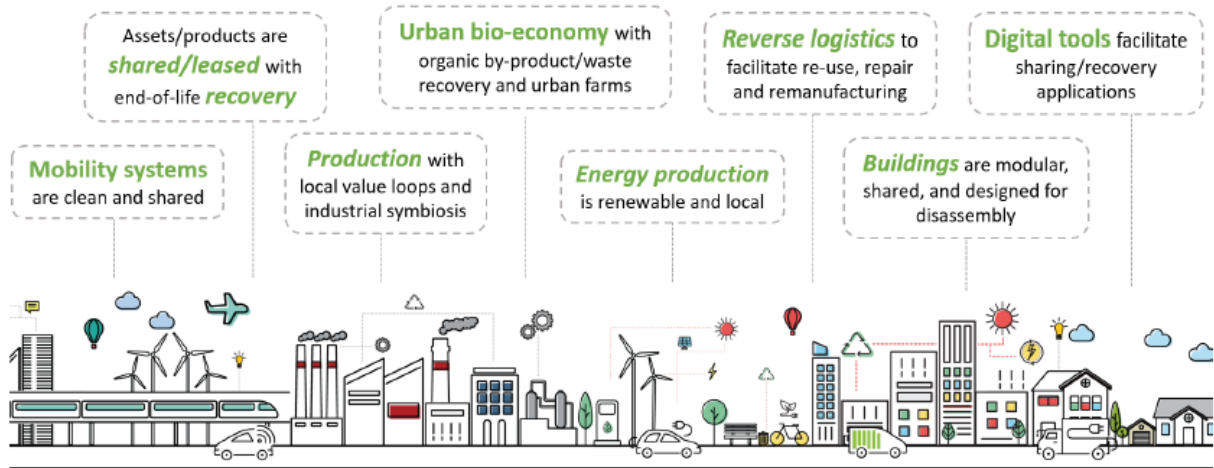 Assets/products are
shared/leased with
end-of-life recovery
Urban bio-economy with
organic by-product/waste
recovery and urban farms
Reverse logistics to
facilitate re-use, repair
and remanufacturing
Digital tools facilitate
sharing/recovery
applications
Mobility systems
are clean and shared
Production with
local value loops and
industrial symbiosis
Energy production
is renewable and local
Buildings are modular,
shared, and designed for
disassembly